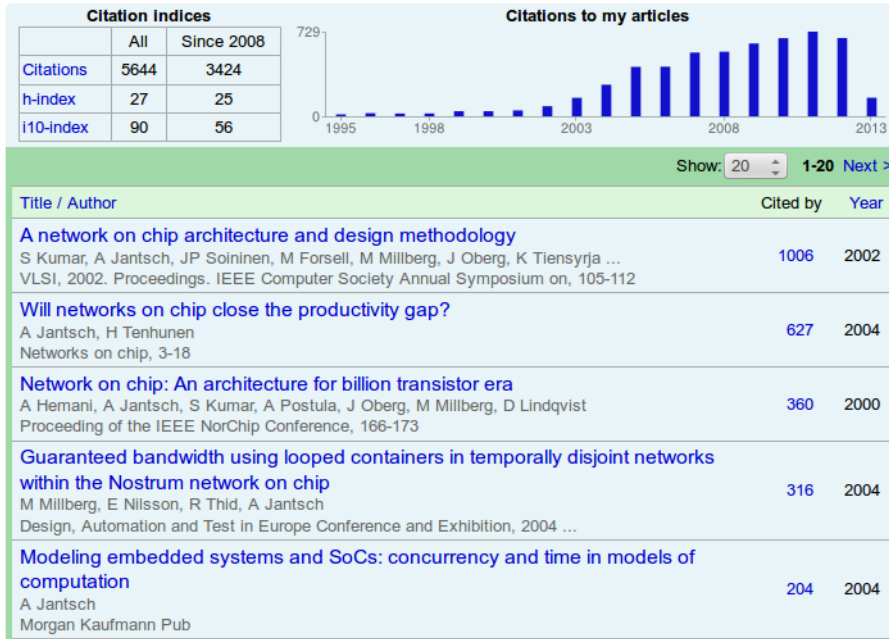 Citation indices
All Since 2008
Citations 5644 3424
h-index 27 25
i10-index 90 56
Citations to my articles
729
0
1995 1998 2003 2008 2013
Show: 20 1-20 Next >
Title / Author Cited by Year
A network on chip architecture and design methodology
S Kumar, A Jantsch, JP Soininen, M Forsell, M Millberg, J Oberg, K Tiensyrja ...
VLSI, 2002. Proceedings. IEEE Computer Society Annual Symposium on, 105-112
1006 2002
Will networks on chip close the productivity gap?
A Jantsch, H Tenhunen
Networks on chip, 3-18
627 2004
Network on chip: An architecture for billion transistor era
A Hemani, A Jantsch, S Kumar, A Postula, J Oberg, M Millberg, D Lindqvist
Proceeding of the IEEE NorChip Conference, 166-173
360 2000
Guaranteed bandwidth using looped containers in temporally disjoint networks
within the Nostrum network on chip
M Millberg, E Nilsson, R Thid, A Jantsch
Design, Automation and Test in Europe Conference and Exhibition, 2004 ...
316 2004
Modeling embedded systems and SoCs: concurrency and time in models of
computation
A Jantsch
Morgan Kaufmann Pub
204 2004